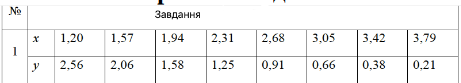 № Завдання
1 x 1,20 1,57 1,94 2,31 2,68 3,05 3,42 3,79
y 2,56 2,06 1,58 1,25 0,91 0,66 0,38 0,21